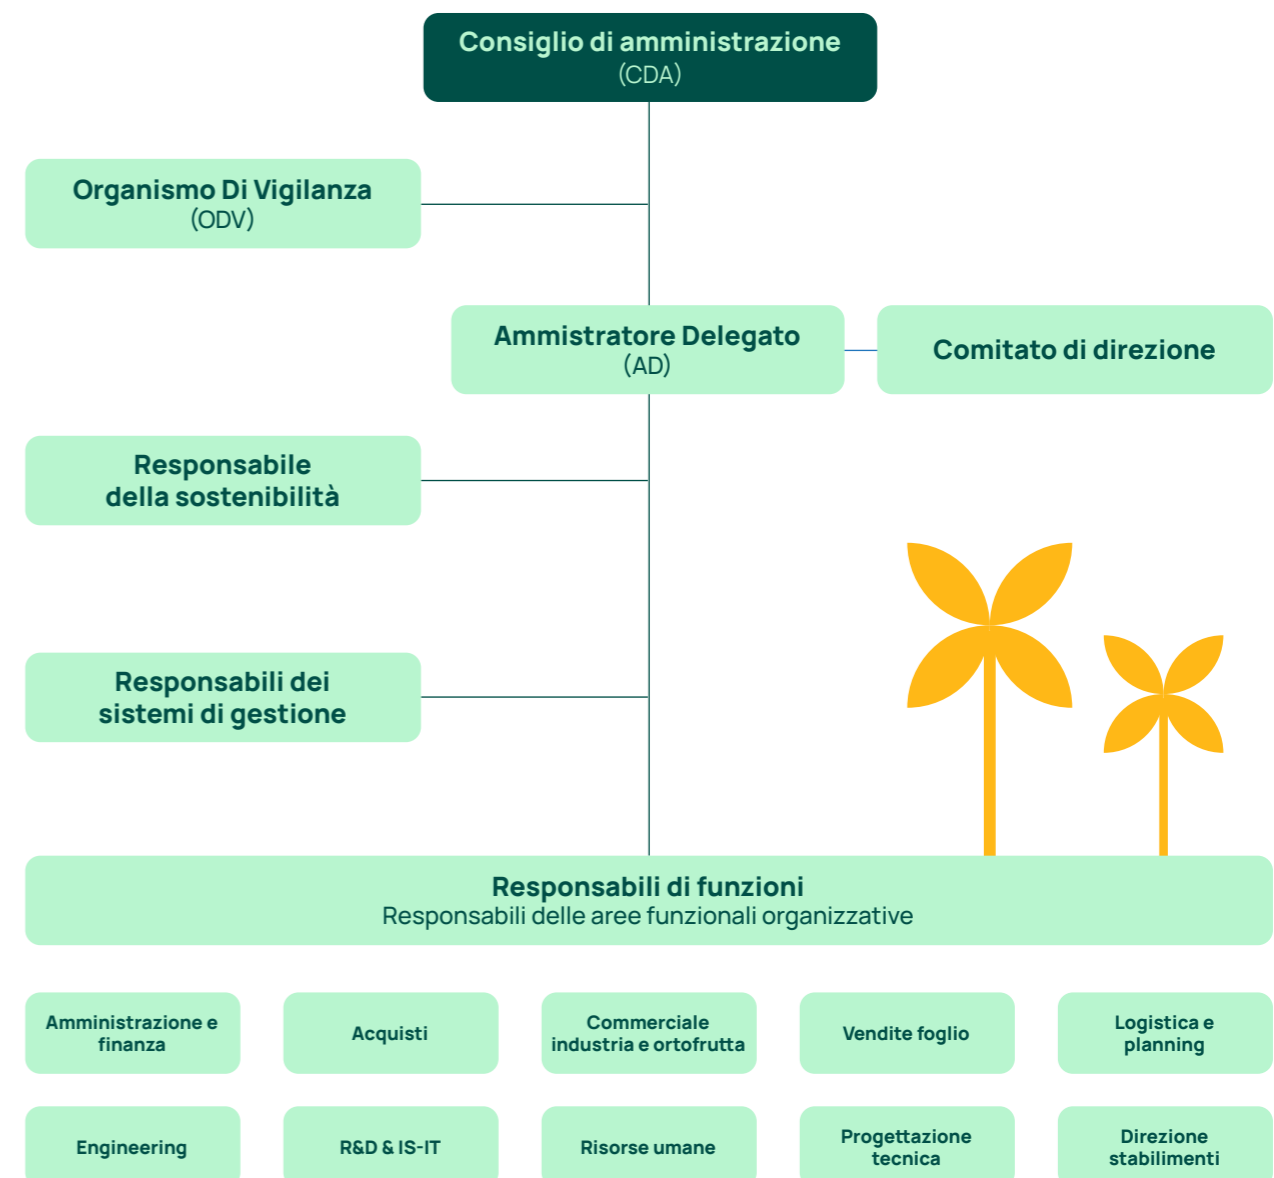 Consiglio di amministrazione
(CDA)
Organismo Di Vigilanza
(ODV)
Ammistratore Delegato
(AD)
Comitato di direzione
Responsabile
della sostenibilità
Responsabili dei
sistemi di gestione
Responsabili di funzioni
Responsabili delle aree funzionali organizzative
Amministrazione e
finanza
Acquisti
Commerciale
industria e ortofrutta
Vendite foglio
Logistica e
planning
Engineering
R&D & IS-IT
Risorse umane
Progettazione
tecnica
Direzione
stabilimenti